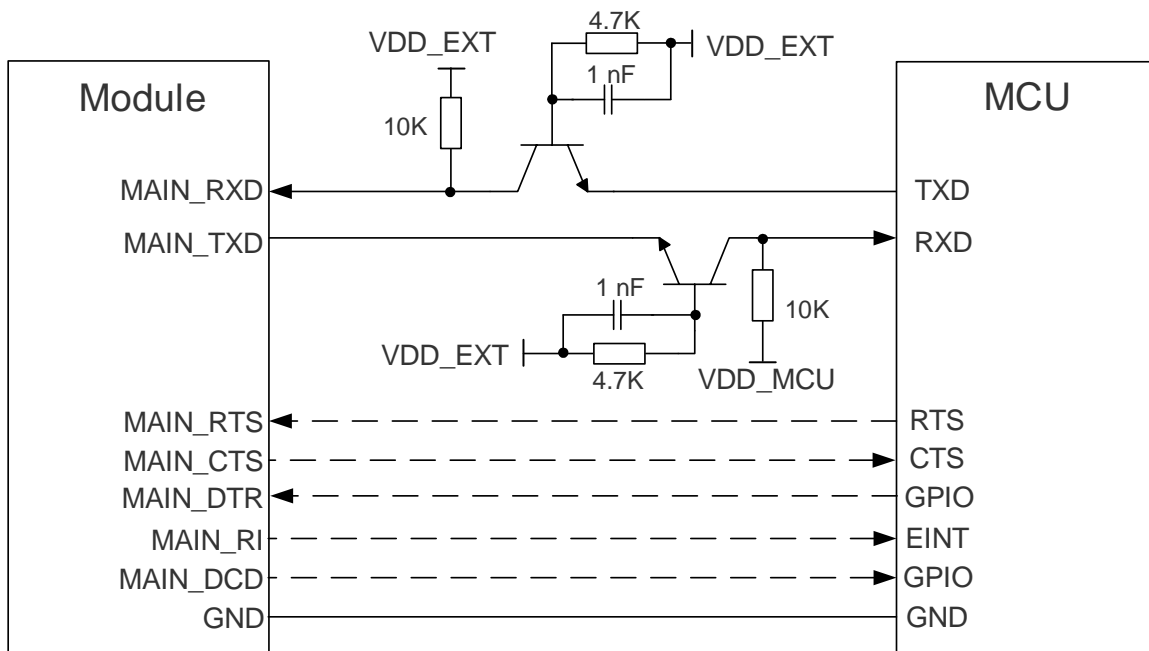 4.7K
VDD_EXT
VDD_EXT
1 nF
Module
MCU
10K
MAIN_RXD
TXD
MAIN_TXD
RXD
1 nF
10K
VDD_EXT
4.7K
VDD_MCU
MAIN_RTS
RTS
MAIN_CTS
CTS
MAIN_DTR
GPIO
MAIN_RI
EINT
MAIN_DCD
GPIO
GND
GND